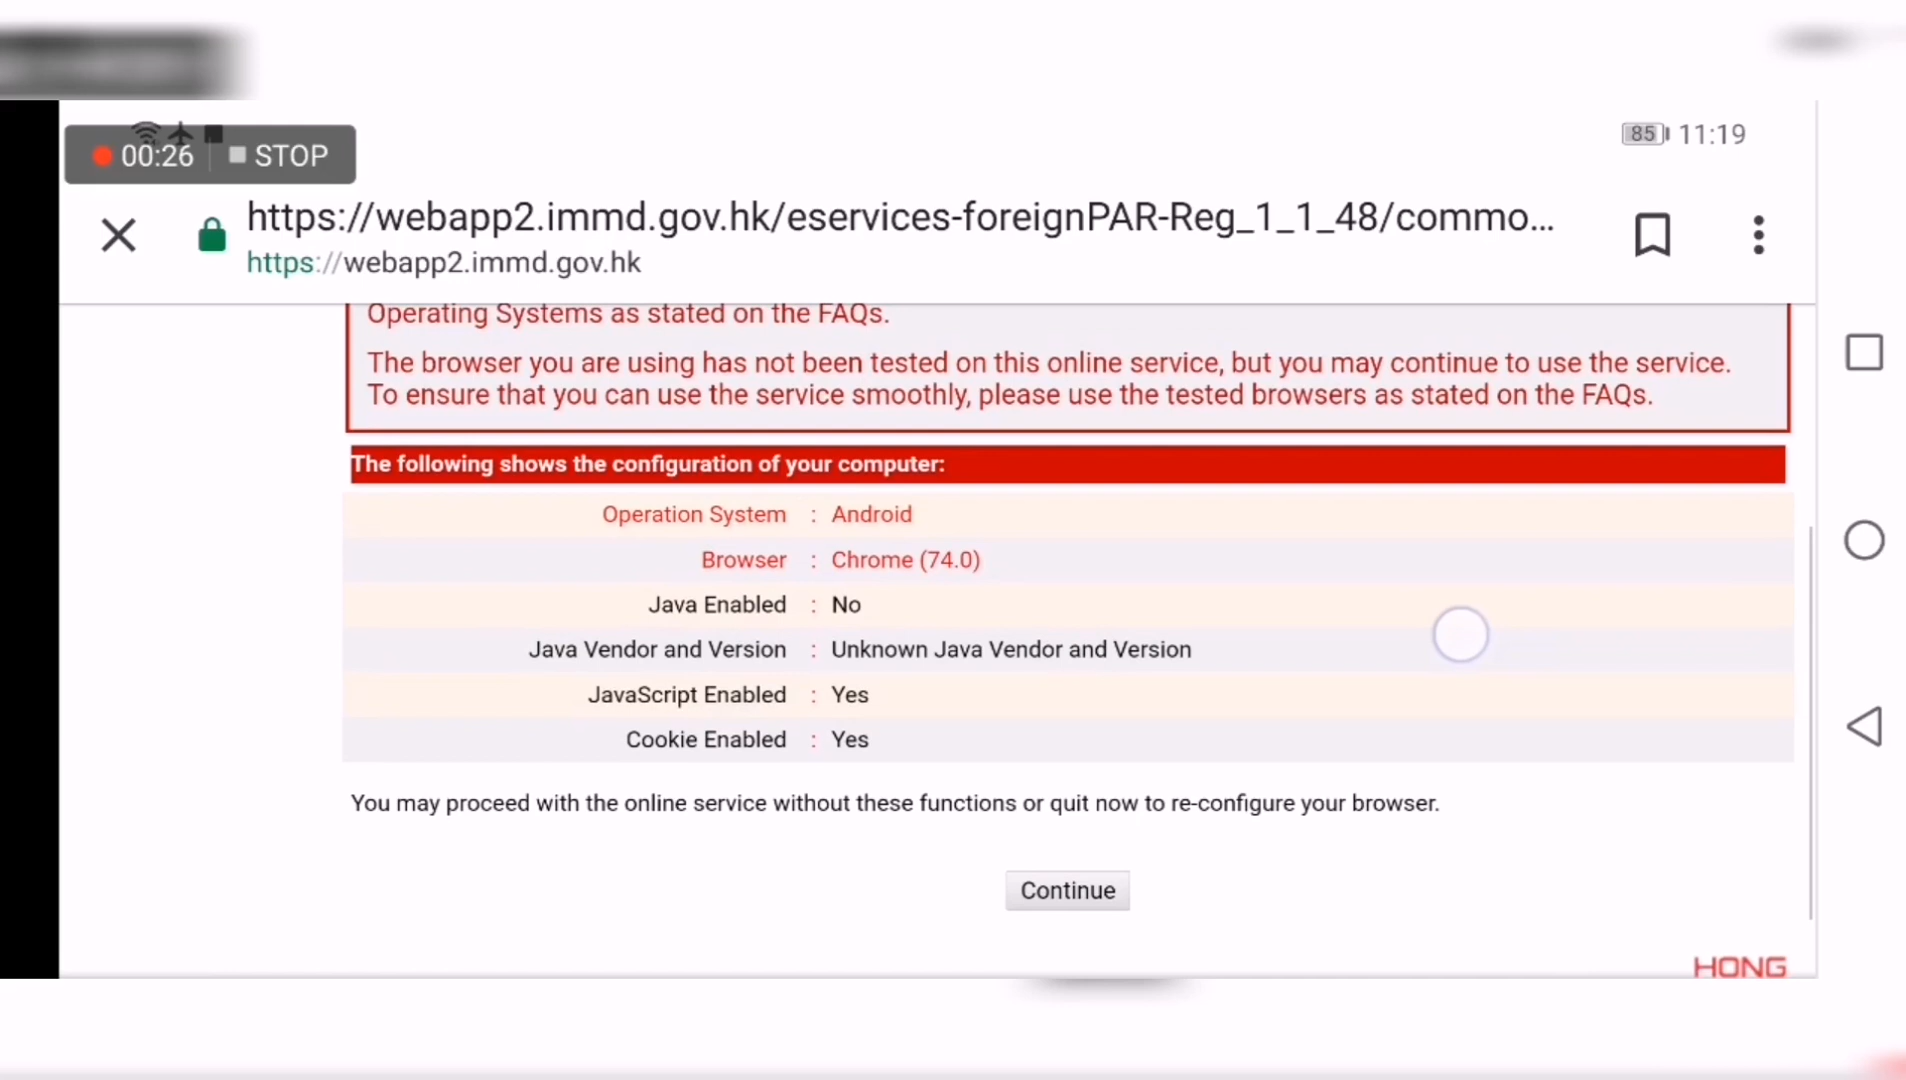 85 11:19
00:26 STOP
https://webapp2.immd.gov.hk/eservices-foreignPAR-Reg_1_1_48/commo...
https://webapp2.immd.gov.hk
Operating Systems as stated on the FAQs.
The browser you are using has not been tested on this online service, but you may continue to use the service.
To ensure that you can use the service smoothly, please use the tested browsers as stated on the FAQs.
The following shows the configuration of your computer:
Operation System : Android
Browser : Chrome (74.0)
Java Enabled : No
Java Vendor and Version : Unknown Java Vendor and Version
JavaScript Enabled : Yes
Cookie Enabled : Yes
You may proceed with the online service without these functions or quit now to re-configure your browser.
Continue
HONG